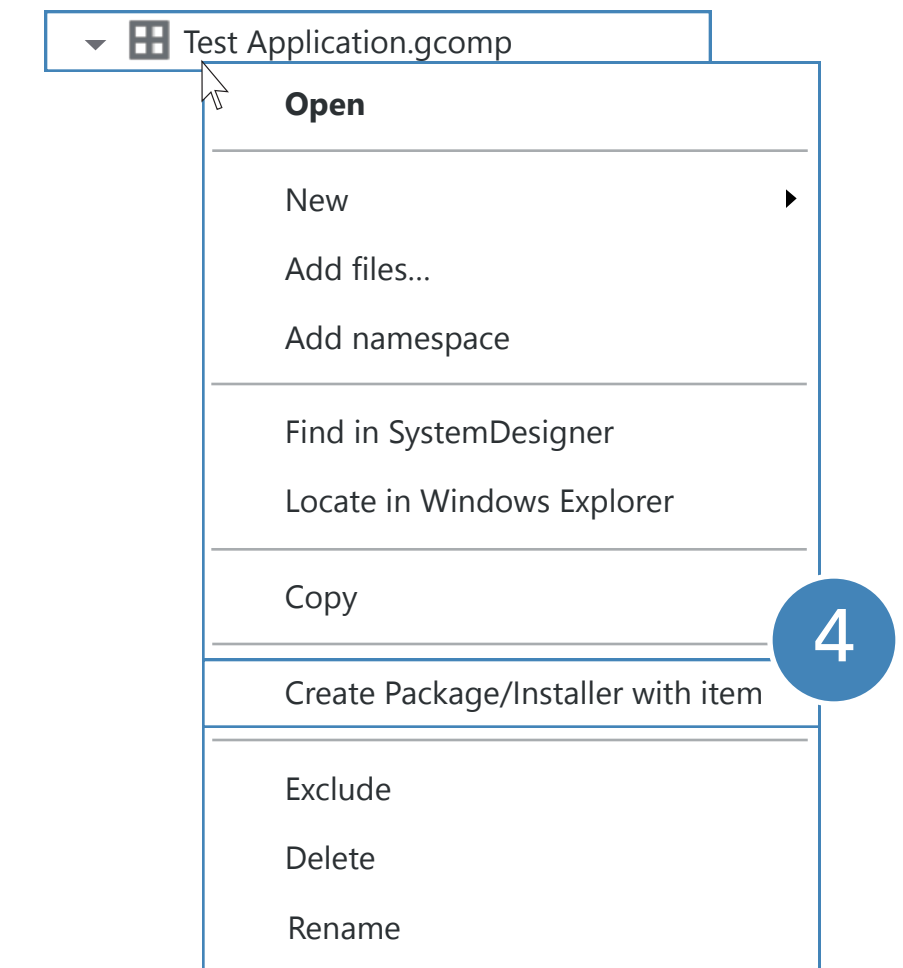 Test Application.gcomp
Open
New
Add files...
Add namespace
Find in SystemDesigner
Locate in Windows Explorer
Copy
4
Create Package/Installer with item
Exclude
Delete
Rename